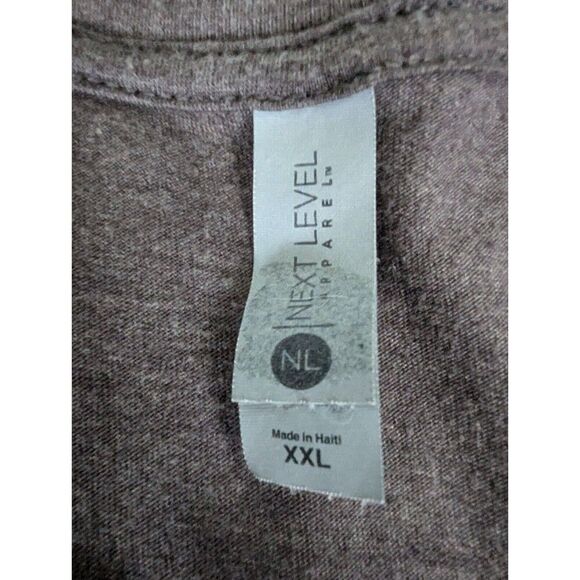 NEXT LEVEL
APPAREL™
NL
Made in Haiti
XXL